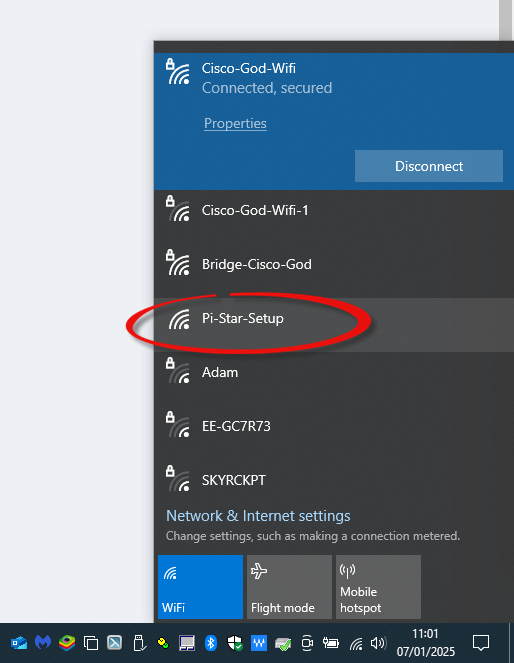 Cisco-God-Wifi
Connected, secured
Properties
Disconnect
Cisco-God-Wifi-1
Bridge-Cisco-God
Pi-Star-Setup
Adam
EE-GC7R73
SKYRCKPT
Network & Internet settings
Change settings, such as making a connection metered.
WiFi
Flight mode
Mobile
hotspot
11:01
07/01/2025